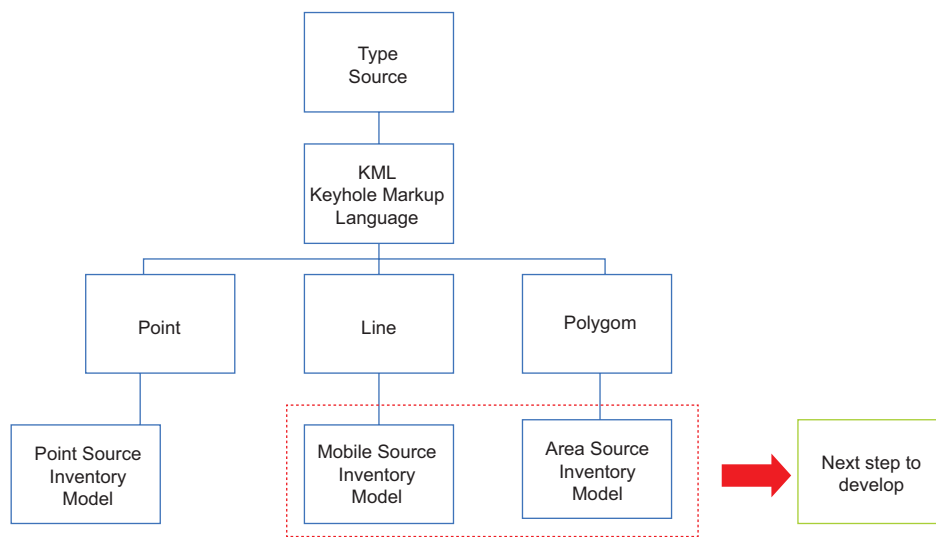 Type
Source
KML
Keyhole Markup
Language
Point
Line
Polygom
Point Source
Inventory
Model
Mobile Source
Inventory
Model
Area Source
Inventory
Model
Next step to
develop